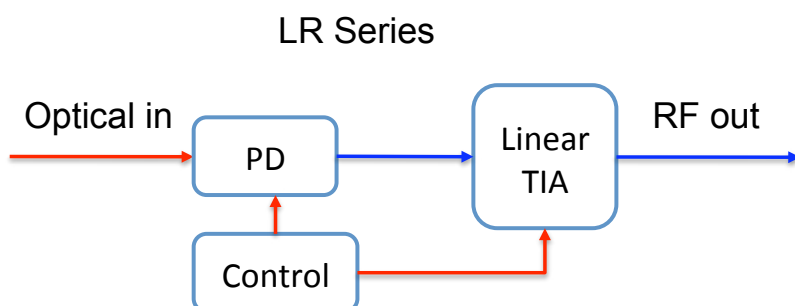 LR Series
Optical in
PD
Linear
TIA
RF out
Control